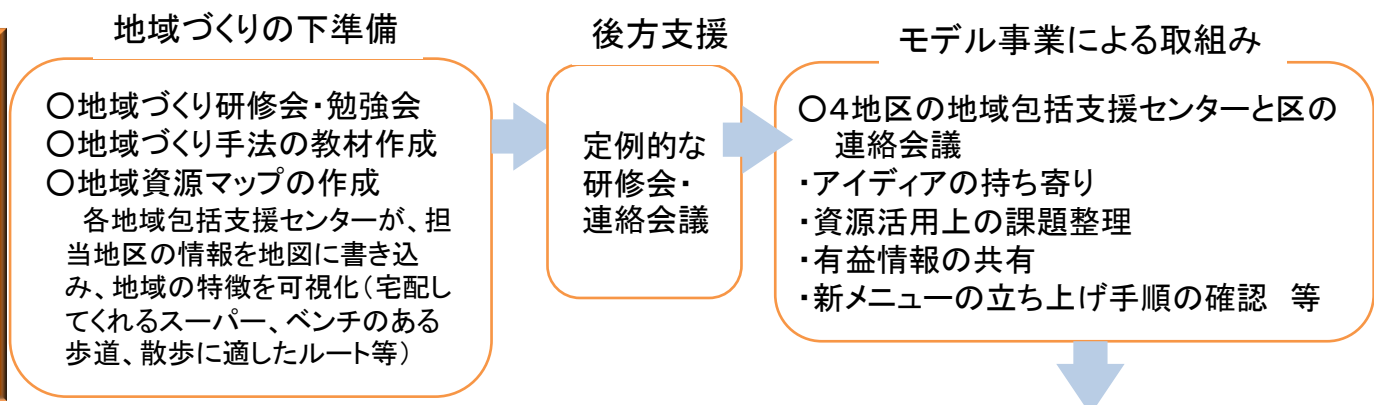 地域づくりの下準備
〇地域づくり研修会・勉強会
〇地域づくり手法の教材作成
〇地域資源マップの作成
各地域包括支援センターが、担
当地区の情報を地図に書き込
み、地域の特徴を可視化（宅配し
てくれるスーパー、ベンチのある
歩道、散歩に適したルート等）
後方支援
定例的な
研修会・
連絡会議
モデル事業による取組み
〇４地区の地域包括支援センターと区の
連絡会議
・アイディアの持ち寄り
・資源活用上の課題整理
・有益情報の共有
・新メニューの立ち上げ手順の確認　等